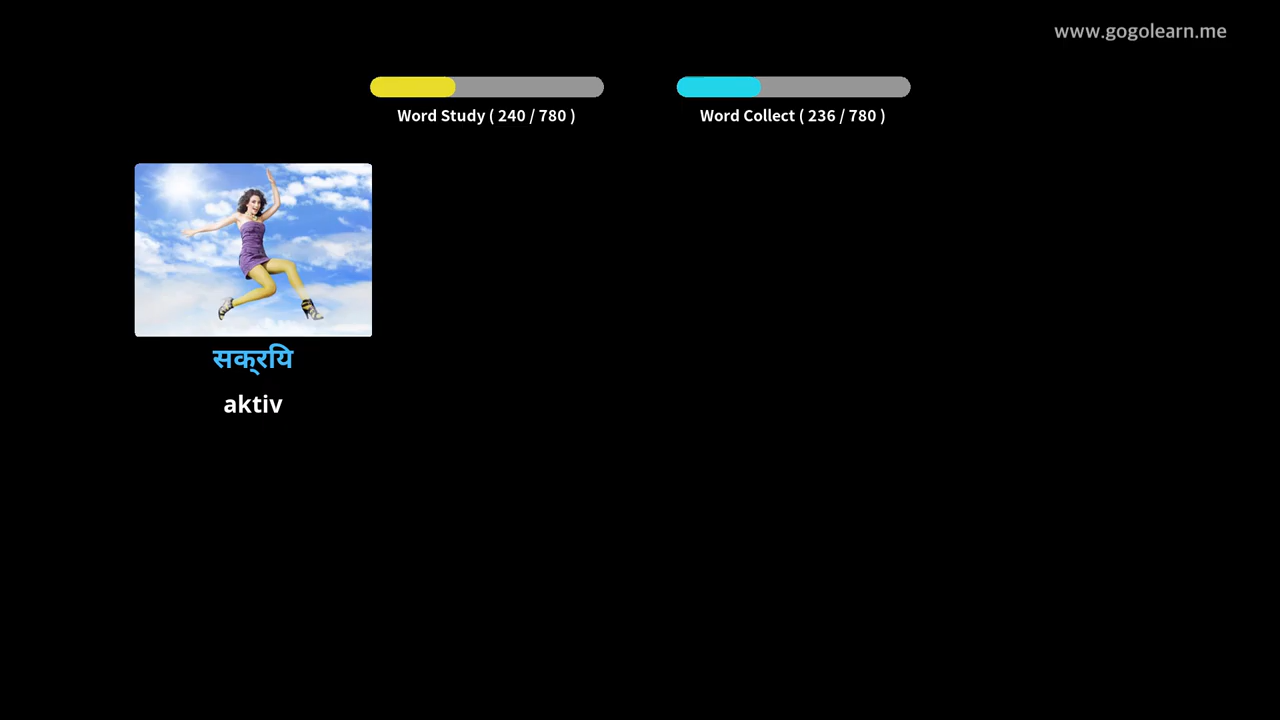 www.gogolearn.me
Word Study ( 240 / 780 )
Word Collect ( 236 / 780 )
सक्रयि
aktiv